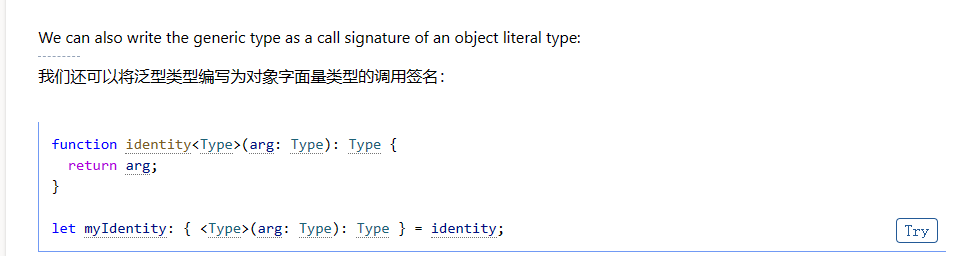 We can also write the generic type as a call signature of an object literal type:
我们还可以将泛型类型编写为对象字面量类型的调用签名：
function identity<Type>(arg: Type): Type {
  return arg;
}
let myIdentity: { <Type>(arg: Type): Type } = identity;
Try